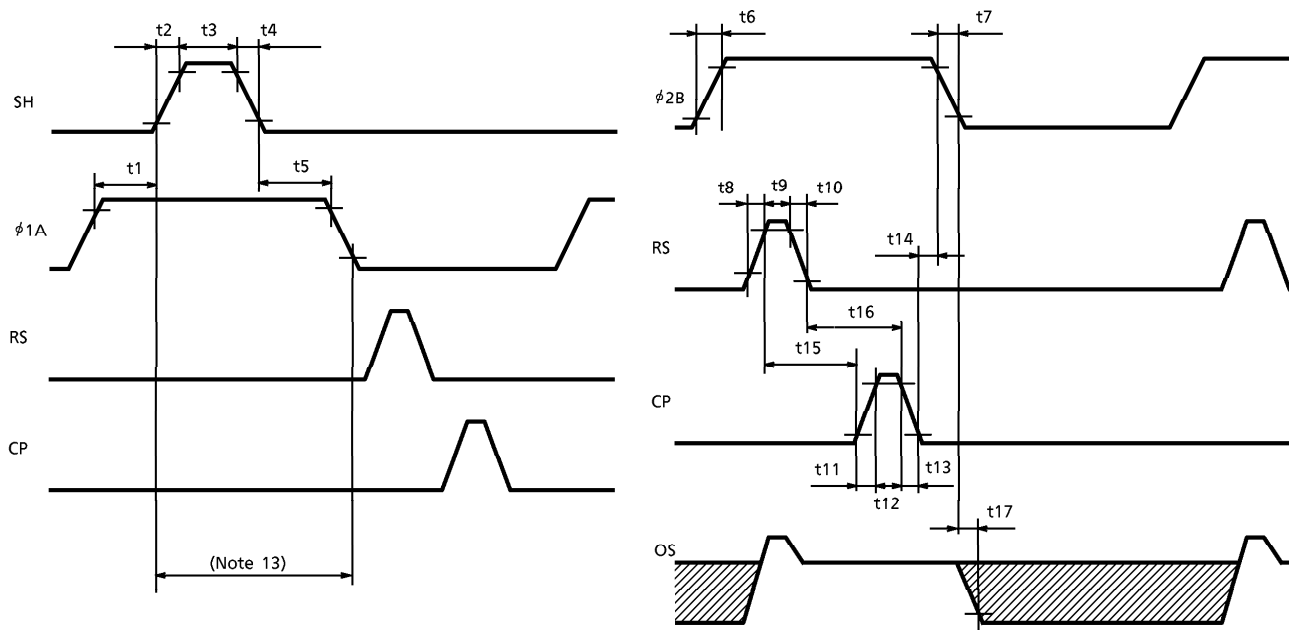 t2 t3 t4
SH
t1 t5
ϕ1A
RS
CP
(Note 13)
t6 t7
ϕ2B
t8 t9 t10
RS
t14
t16
t15
CP
t11 t12 t13
t17
OS